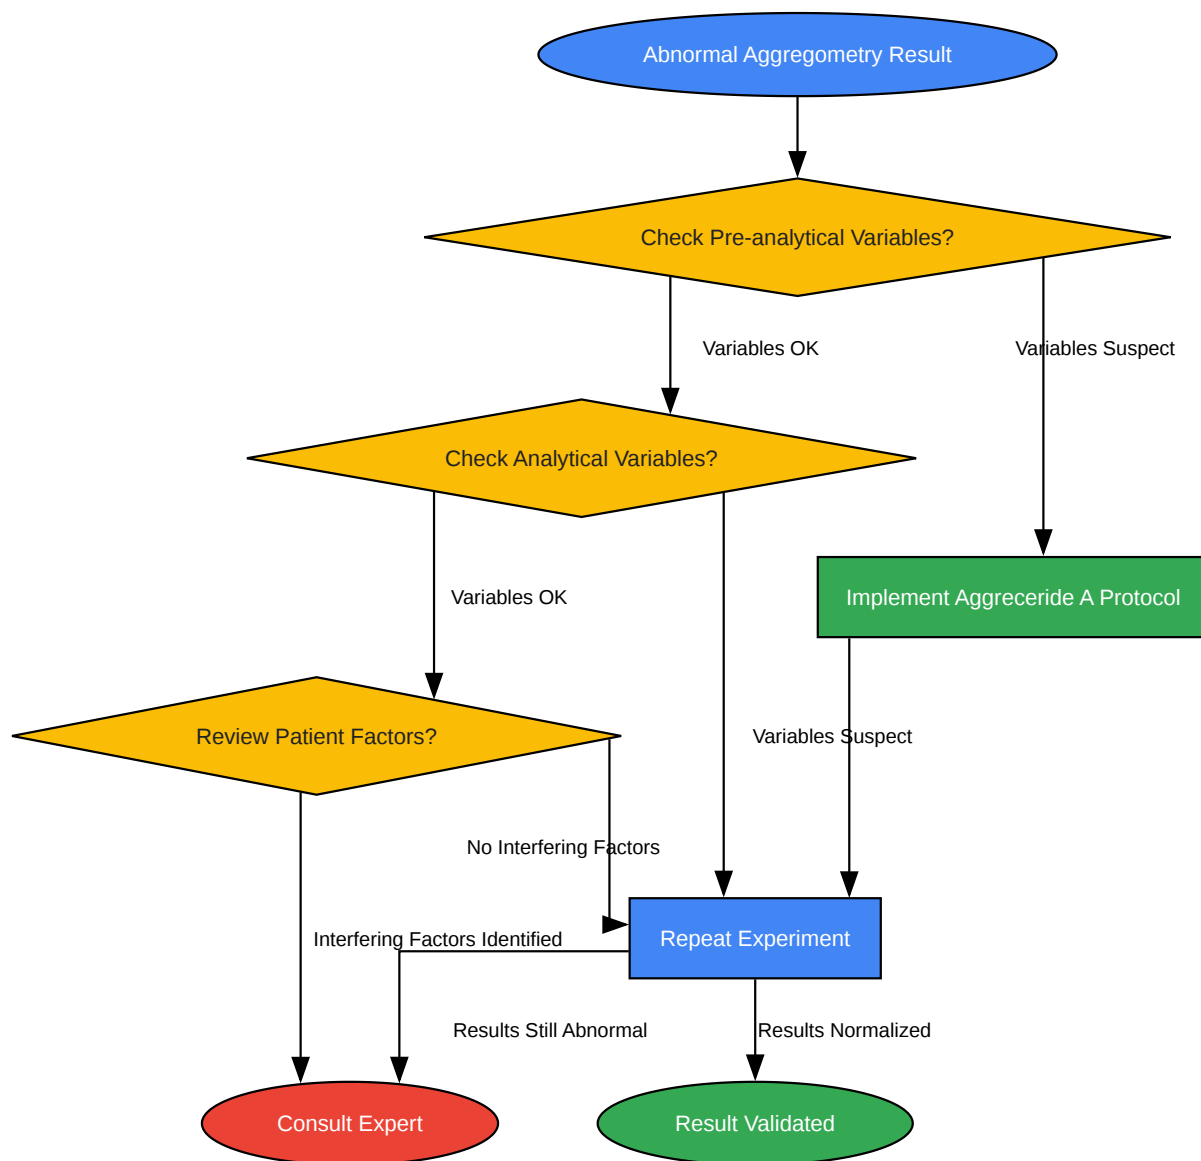 Abnormal Aggregometry Result
Check Pre-analytical Variables?
Variables OK
Variables Suspect
Check Analytical Variables?
Variables OK
Implement Aggreceride A Protocol
Review Patient Factors?
Variables Suspect
No Interfering Factors
Interfering Factors Identified
Repeat Experiment
Results Still Abnormal
Results Normalized
Consult Expert
Result Validated